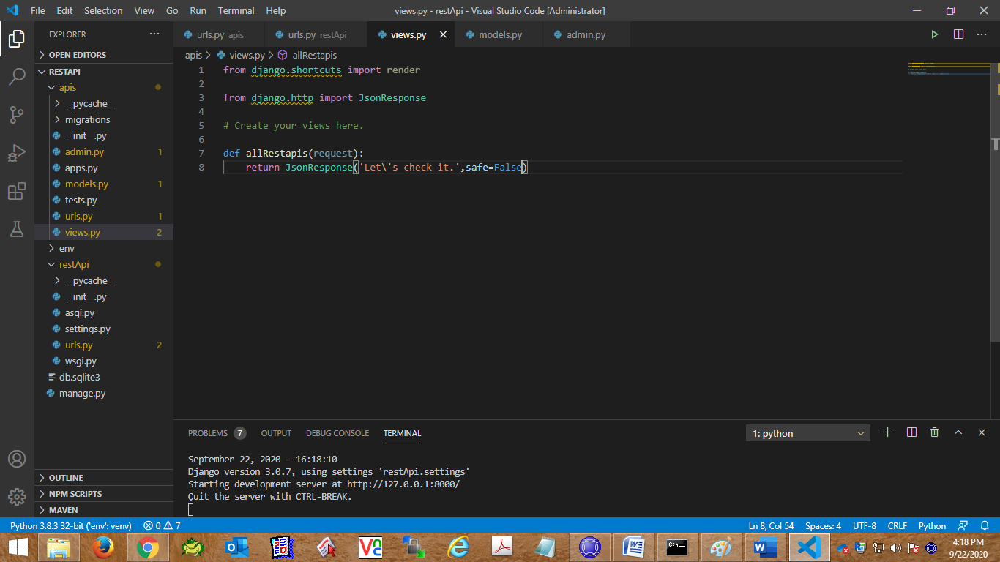 File Edit Selection View Go Run Terminal Help views.py - restApi - Visual Studio Code [Administrator]
EXPLORER
OPEN EDITORS
RESTAPI
apis
__pycache__
migrations
__init__.py
admin.py 1
apps.py
models.py 1
tests.py
urls.py 1
views.py 2
env
restApi
__pycache__
__init__.py
asgi.py
settings.py
urls.py 2
wsgi.py
db.sqlite3
manage.py
OUTLINE
NPM SCRIPTS
MAVEN
urls.py apis urls.py restApi views.py models.py admin.py
apis > views.py > allRestapis
1 from django.shortcuts import render
2
3 from django.http import JsonResponse
4
5 # Create your views here.
6
7 def allRestapis(request):
8 return JsonResponse('Let\'s check it.',safe=False)
PROBLEMS 7 OUTPUT DEBUG CONSOLE TERMINAL 1: python
September 22, 2020 - 16:18:10
Django version 3.0.7, using settings 'restApi.settings'
Starting development server at http://127.0.0.1:8000/
Quit the server with CTRL-BREAK.
Python 3.8.3 32-bit ('env': venv) 0 7 Ln 8, Col 54 Spaces: 4 UTF-8 CRLF Python
4:18 PM
9/22/2020